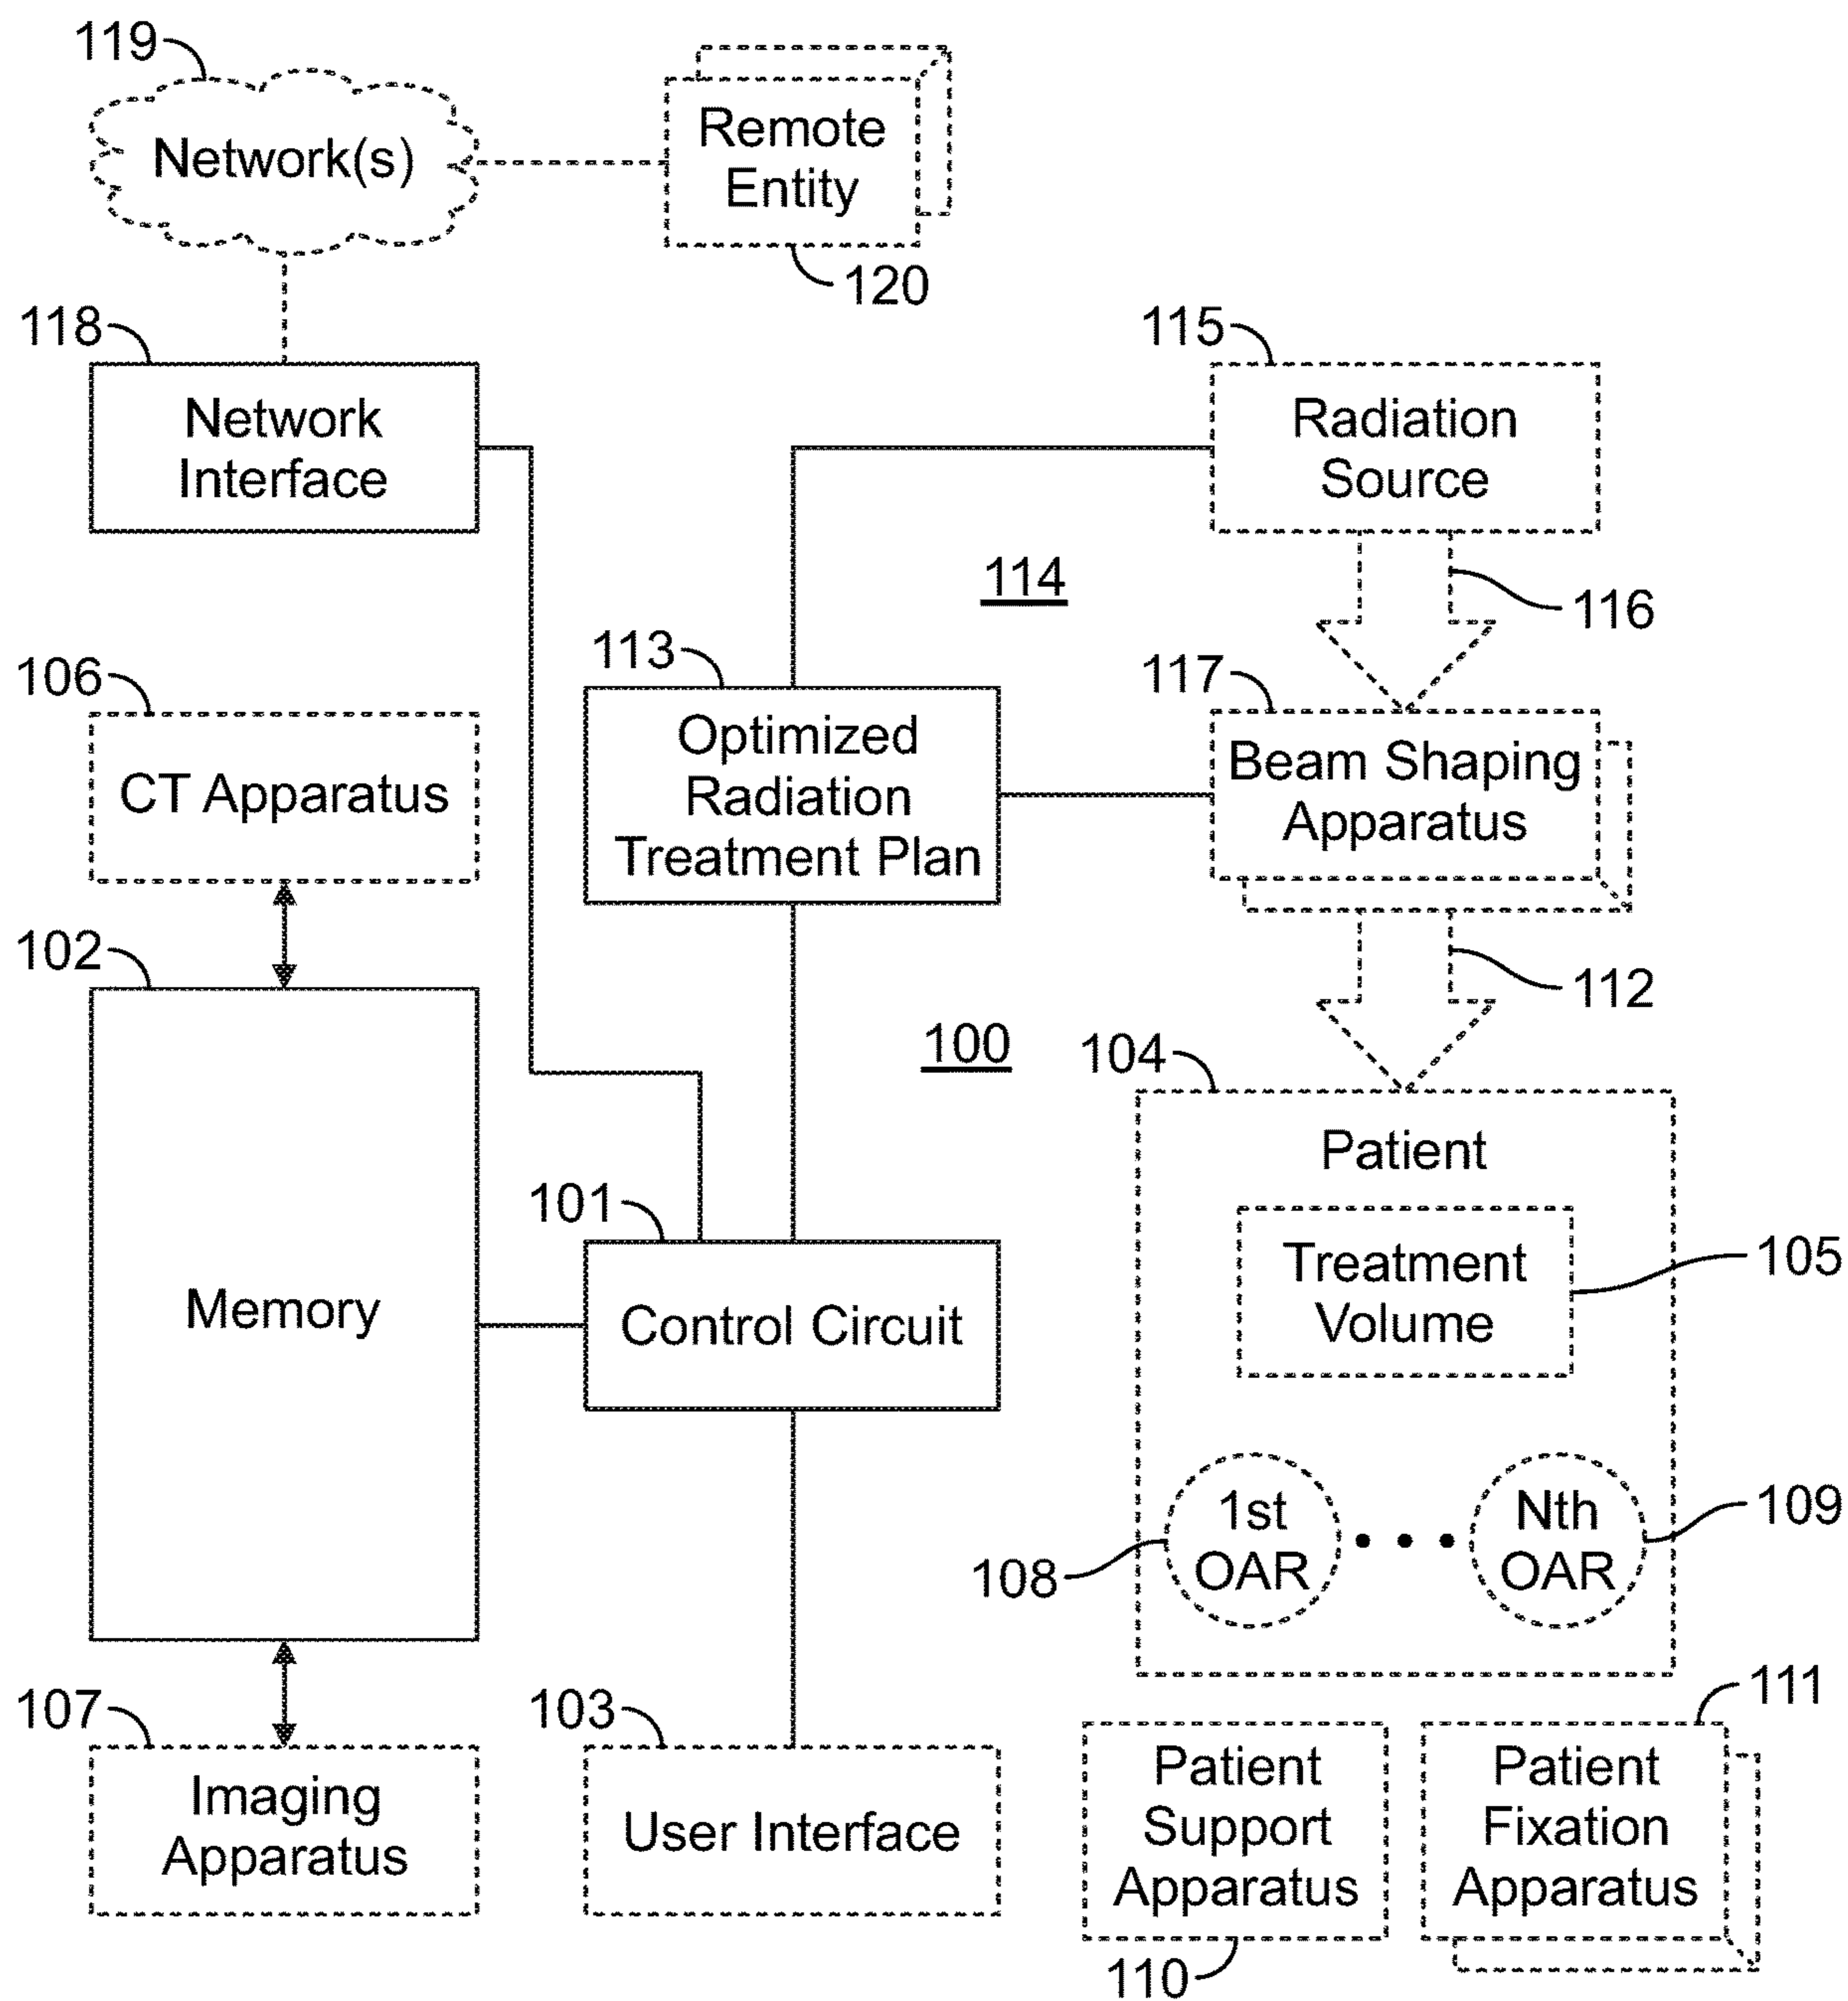 119
Network(s)
Remote
Entity
120
118
Network
Interface
115
Radiation
Source
114
116
113
Optimized
Radiation
Treatment Plan
117
Beam Shaping
Apparatus
106
CT Apparatus
102
Memory
112
100
104
Patient
Treatment
Volume
105
101
Control Circuit
1st
OAR
108
Nth
OAR
109
107
Imaging
Apparatus
103
User Interface
Patient
Support
Apparatus
110
111
Patient
Fixation
Apparatus